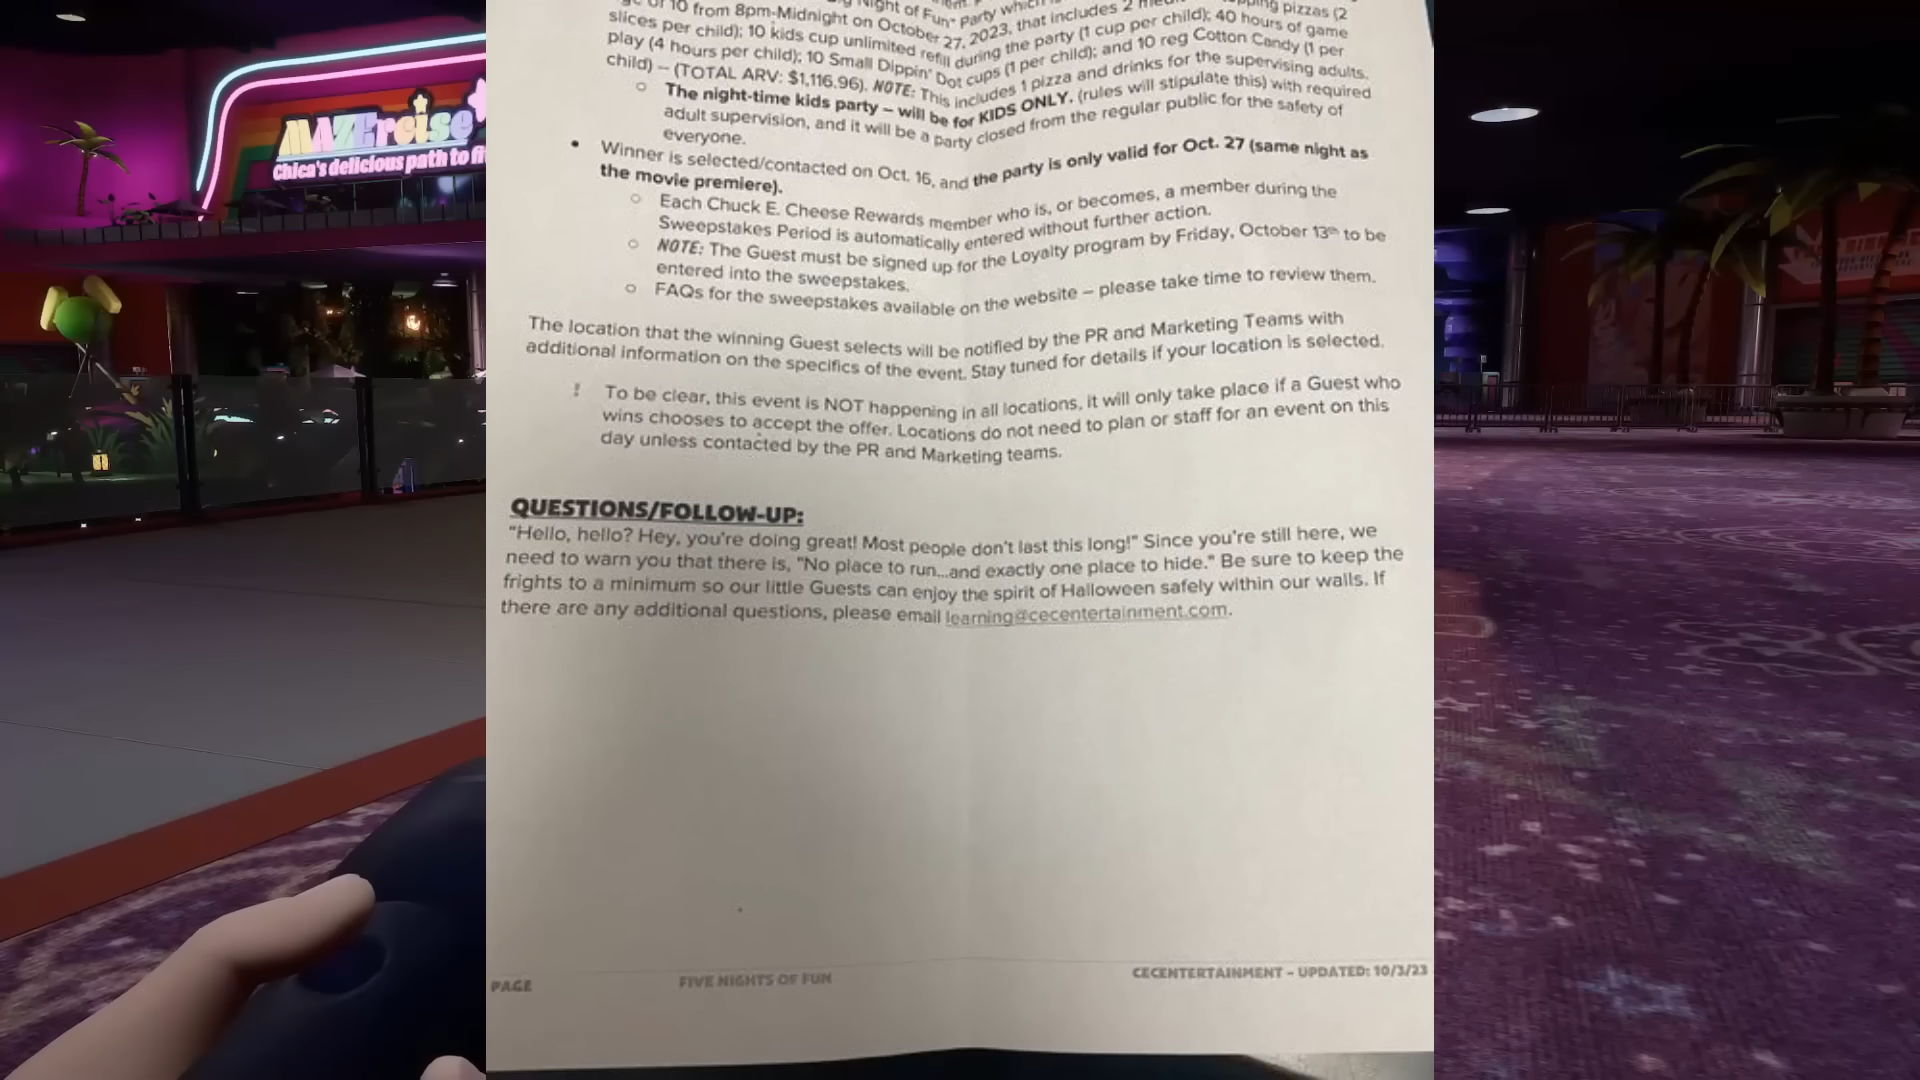 MAZErcise
Chica's delicious path to fi
Night of Fun" Party which
of 10 from 8pm-Midnight on October 27, 2023, that includes 2 pizzas (2
slices per child); 10 kids cup unlimited refill during the party (1 cup per child); 40 hours of game
play (4 hours per child); 10 Small Dippin' Dot cups (1 per child); and 10 reg Cotton Candy (1 per
child) – (TOTAL ARV: $1,116.96). NOTE: This includes 1 pizza and drinks for the supervising adults.
○ The night-time kids party – will be for KIDS ONLY. (rules will stipulate this) with required
adult supervision, and it will be a party closed from the regular public for the safety of
everyone.
• Winner is selected/contacted on Oct. 16, and the party is only valid for Oct. 27 (same night as
the movie premiere).
○ Each Chuck E. Cheese Rewards member who is, or becomes, a member during the
Sweepstakes Period is automatically entered without further action.
○ NOTE: The Guest must be signed up for the Loyalty program by Friday, October 13th to be
entered into the sweepstakes.
○ FAQs for the sweepstakes available on the website – please take time to review them.
The location that the winning Guest selects will be notified by the PR and Marketing Teams with
additional information on the specifics of the event. Stay tuned for details if your location is selected.
! To be clear, this event is NOT happening in all locations, it will only take place if a Guest who
wins chooses to accept the offer. Locations do not need to plan or staff for an event on this
day unless contacted by the PR and Marketing teams.
QUESTIONS/FOLLOW-UP:
"Hello, hello? Hey, you're doing great! Most people don't last this long!" Since you're still here, we
need to warn you that there is, "No place to run...and exactly one place to hide." Be sure to keep the
frights to a minimum so our little Guests can enjoy the spirit of Halloween safely within our walls. If
there are any additional questions, please email learning@cecentertainment.com.
PAGE FIVE NIGHTS OF FUN CECENTERTAINMENT – UPDATED: 10/3/23